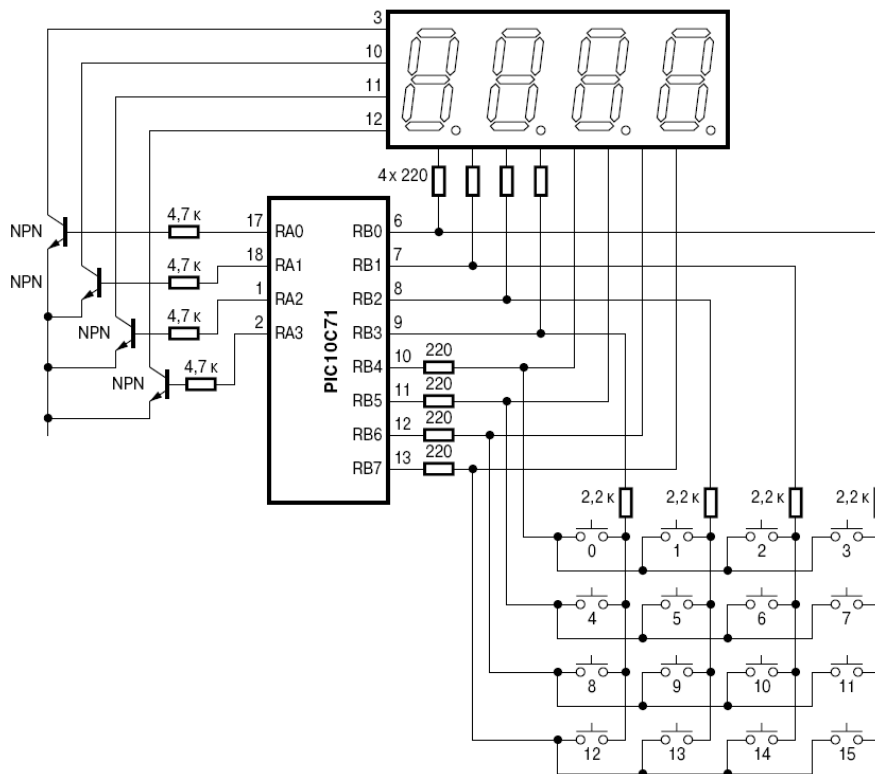 3
10
11
12
4 x 220
NPN 4,7 к 17 RA0 RB0 6
NPN 4,7 к 18 RA1 RB1 7
NPN 4,7 к 1 RA2 RB2 8
NPN 4,7 к 2 RA3 RB3 9
PIC10C71
RB4 10 220
RB5 11 220
RB6 12 220
RB7 13 220
2,2 к 2,2 к 2,2 к 2,2 к
0 1 2 3
4 5 6 7
8 9 10 11
12 13 14 15